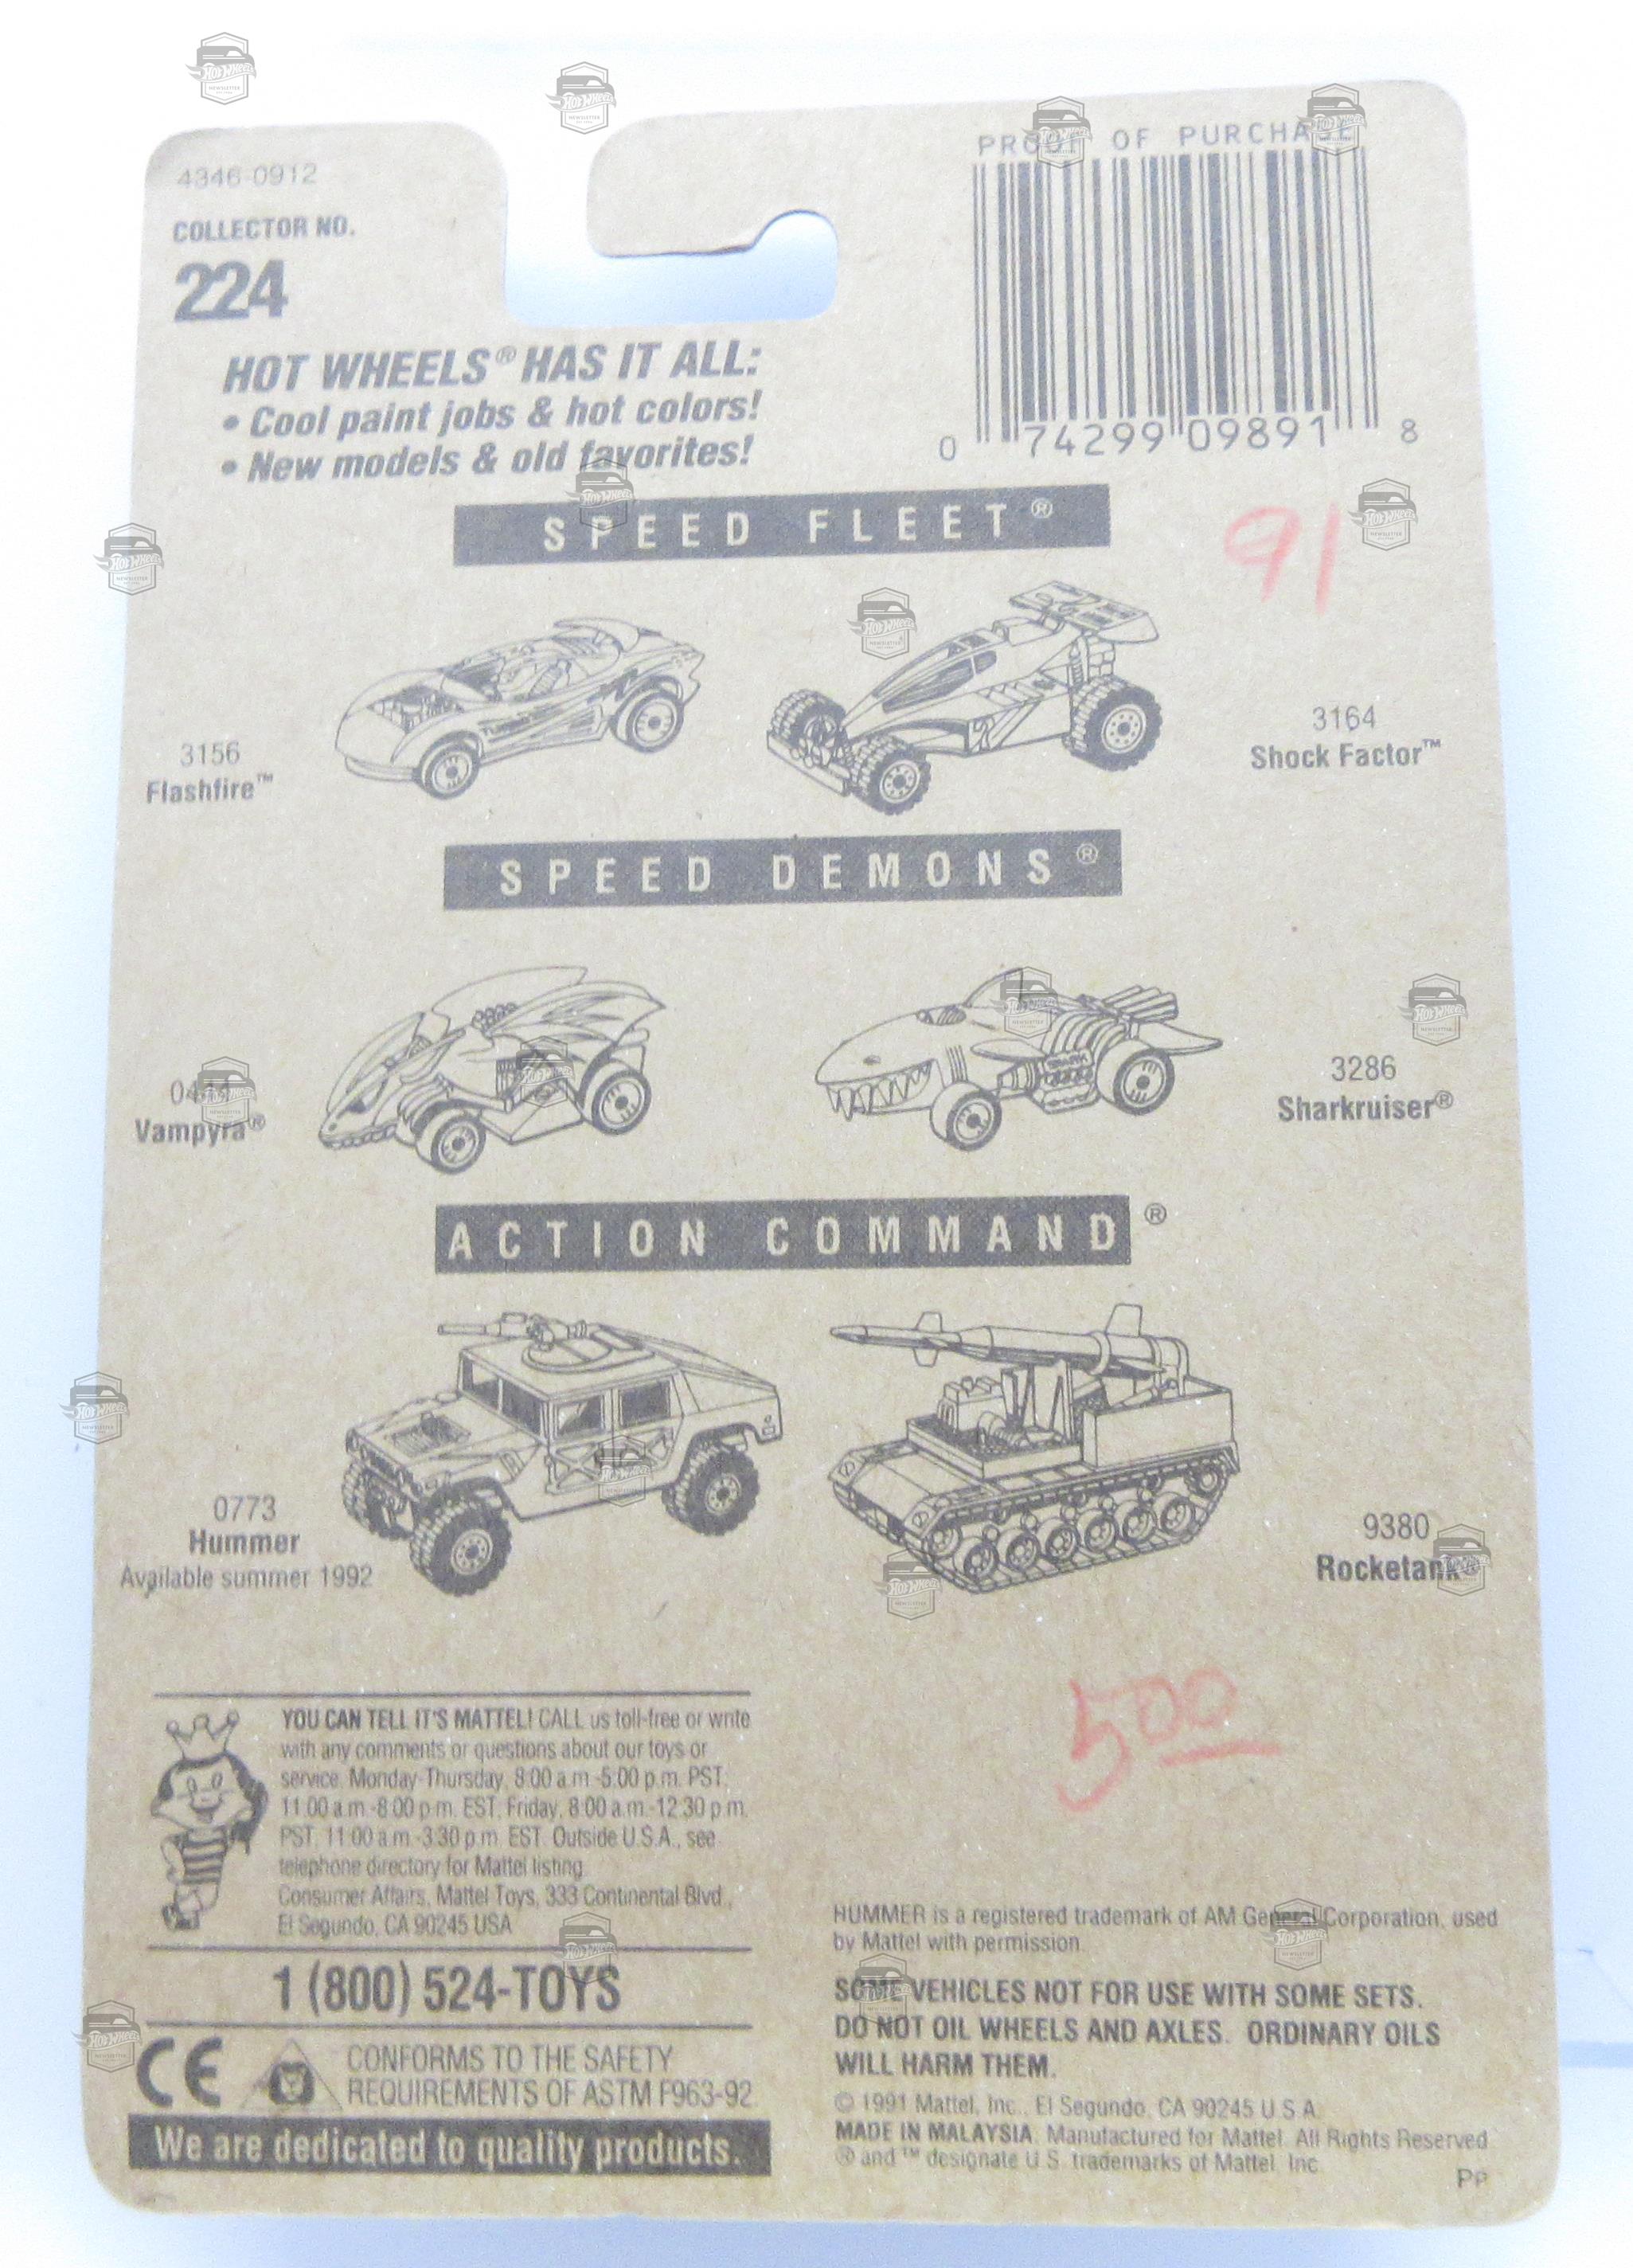 4346-0912
COLLECTOR NO.
224
PROOF OF PURCHASE
0 74299 09891 8
HOT WHEELS® HAS IT ALL:
• Cool paint jobs & hot colors!
• New models & old favorites!
SPEED FLEET®
91
3156
Flashfire™
3164
Shock Factor™
SPEED DEMONS®
Vampyra®
3286
Sharkruiser®
ACTION COMMAND®
0773
Hummer
Available summer 1992
9380
Rocketank®
500
YOU CAN TELL IT'S MATTEL! CALL us toll-free or write
with any comments or questions about our toys or
service. Monday-Thursday, 8:00 a.m.-5:00 p.m. PST;
11:00 a.m.-8:00 p.m. EST; Friday, 8:00 a.m.-12:30 p.m.
PST; 11:00 a.m.-3:30 p.m. EST. Outside U.S.A., see
telephone directory for Mattel listing.
Consumer Affairs, Mattel Toys, 333 Continental Blvd.,
El Segundo, CA 90245 USA
1 (800) 524-TOYS
CE
CONFORMS TO THE SAFETY
REQUIREMENTS OF ASTM F963-92.
We are dedicated to quality products.
HUMMER is a registered trademark of AM General Corporation, used
by Mattel with permission.
SOME VEHICLES NOT FOR USE WITH SOME SETS.
DO NOT OIL WHEELS AND AXLES. ORDINARY OILS
WILL HARM THEM.
© 1991 Mattel, Inc., El Segundo, CA 90245 U.S.A.
MADE IN MALAYSIA. Manufactured for Mattel. All Rights Reserved.
® and ™ designate U.S. trademarks of Mattel, Inc.
PP